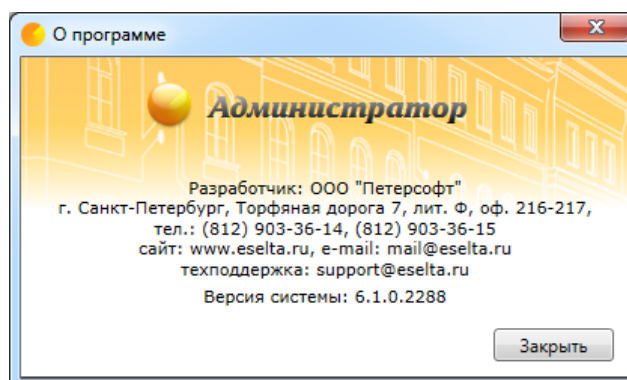 О программе
Администратор
Разработчик: ООО "Петерсофт"
г. Санкт-Петербург, Торфяная дорога 7, лит. Ф, оф. 216-217,
тел.: (812) 903-36-14, (812) 903-36-15
сайт: www.eselta.ru, e-mail: mail@eselta.ru
техподдержка: support@eselta.ru
Версия системы: 6.1.0.2288
Закрыть